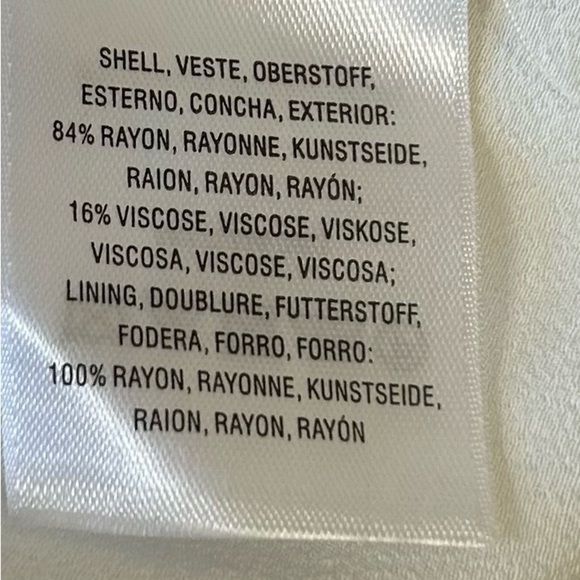 SHELL, VESTE, OBERSTOFF,
ESTERNO, CONCHA, EXTERIOR:
84% RAYON, RAYONNE, KUNSTSEIDE,
RAION, RAYON, RAYÓN;
16% VISCOSE, VISCOSE, VISKOSE,
VISCOSA, VISCOSE, VISCOSA;
LINING, DOUBLURE, FUTTERSTOFF,
FODERA, FORRO, FORRO:
100% RAYON, RAYONNE, KUNSTSEIDE,
RAION, RAYON, RAYÓN